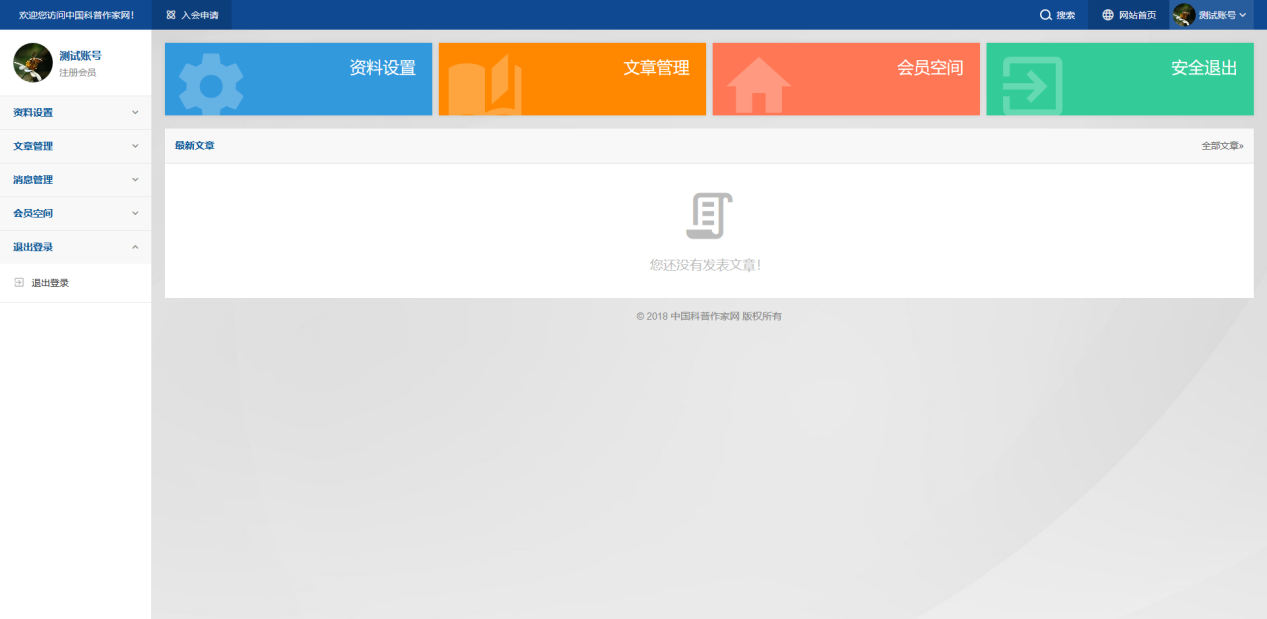 欢迎您访问中国科普作家网！
入会申请
搜索
网站首页
测试账号
测试账号
注册会员
资料设置
文章管理
消息管理
会员空间
退出登录
退出登录
资料设置
文章管理
会员空间
安全退出
最新文章
全部文章»
您还没有发表文章！
© 2018 中国科普作家网 版权所有